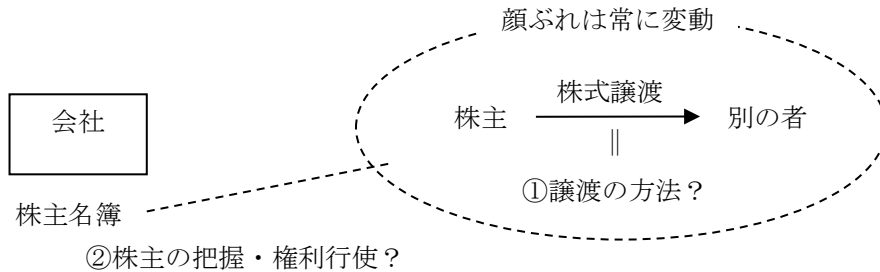 顔ぶれは常に変動
株式譲渡
会社
株主
別の者
∥
①譲渡の方法？
株主名簿
②株主の把握・権利行使？